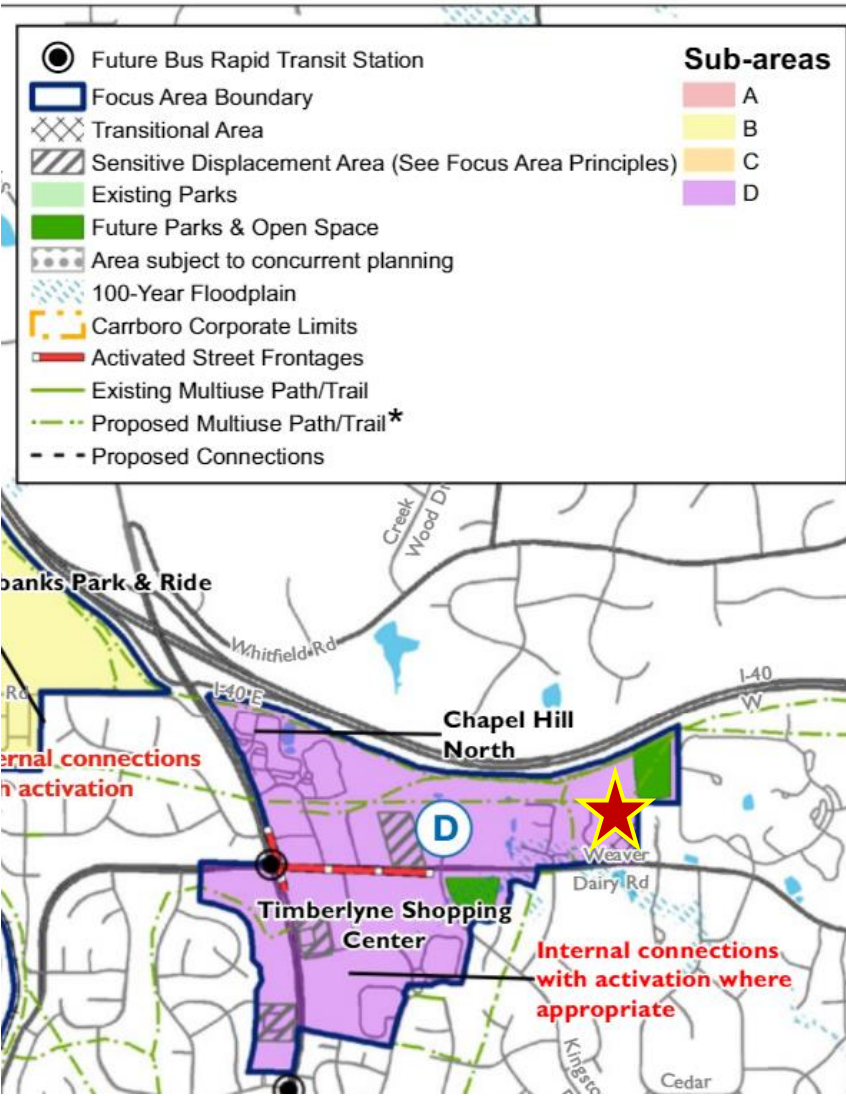 Future Bus Rapid Transit Station
Focus Area Boundary
Transitional Area
Sensitive Displacement Area (See Focus Area Principles)
Existing Parks
Future Parks & Open Space
Area subject to concurrent planning
100-Year Floodplain
Carrboro Corporate Limits
Activated Street Frontages
Existing Multiuse Path/Trail
Proposed Multiuse Path/Trail*
Proposed Connections
Sub-areas
A
B
C
D
Creek
Wood Dr
banks Park & Ride
Whitfield Rd
I-40 E
I-40
W
Rd
Chapel Hill
North
ernal connections
n activation
D
Weaver
Dairy Rd
Timberlyne Shopping
Center
Internal connections
with activation where
appropriate
Kingsto
Cedar